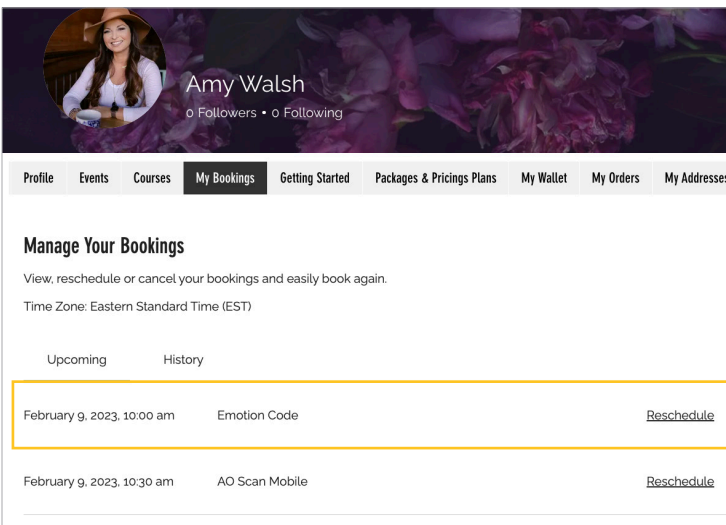 Amy Walsh
0 Followers • 0 Following
Profile Events Courses My Bookings Getting Started Packages & Pricings Plans My Wallet My Orders My Addresses
Manage Your Bookings
View, reschedule or cancel your bookings and easily book again.
Time Zone: Eastern Standard Time (EST)
Upcoming History
February 9, 2023, 10:00 am Emotion Code Reschedule
February 9, 2023, 10:30 am AO Scan Mobile Reschedule